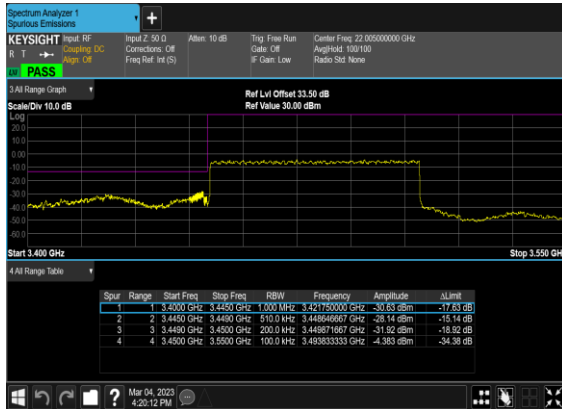 Spectrum Analyzer 1
Spurious Emissions
KEYSIGHT Input: RF Input Z: 50 Ω Atten: 10 dB Trig: Free Run Center Freq: 22.005000000 GHz
R T Coupling: DC Corrections: Off Gate: Off Avg|Hold: 100/100
Align: Off Freq Ref: Int (S) IF Gain: Low Radio Std: None
PASS
3 All Range Graph
Ref Lvl Offset 33.50 dB
Scale/Div 10.0 dB Ref Value 30.00 dBm
Log
20.0
10.0
0.00
-10.0
-20.0
-30.0
-40.0
-50.0
-60.0
Start 3.400 GHz Stop 3.550 GH
4 All Range Table
Spur Range Start Freq Stop Freq RBW Frequency Amplitude ΔLimit
1 1 3.4000 GHz 3.4450 GHz 1.000 MHz 3.421750000 GHz -30.63 dBm -17.63 dB
2 2 3.4450 GHz 3.4490 GHz 510.0 kHz 3.448646667 GHz -28.14 dBm -15.14 dB
3 3 3.4490 GHz 3.4500 GHz 200.0 kHz 3.449871667 GHz -31.92 dBm -18.92 dB
4 4 3.4500 GHz 3.5500 GHz 100.0 kHz 3.493833333 GHz -4.383 dBm -34.38 dB
Mar 04, 2023
4:20:12 PM